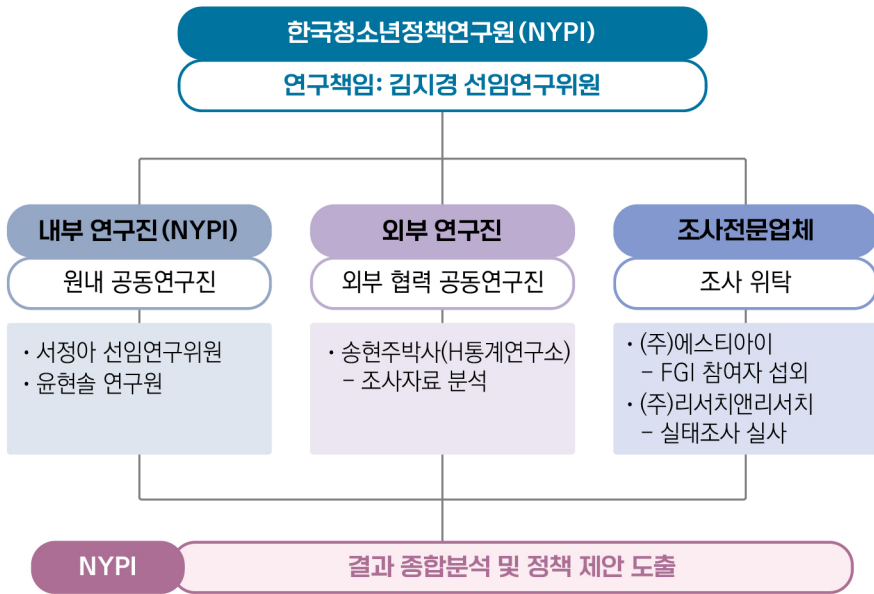 한국청소년정책연구원(NYPI)
연구책임: 김지경 선임연구위원
내부 연구진(NYPI)
원내 공동연구진
· 서정아 선임연구위원
· 윤현솔 연구원
외부 연구진
외부 협력 공동연구진
· 송현주박사(H통계연구소)
– 조사자료 분석
조사전문업체
조사 위탁
· (주)에스티아이
– FGI 참여자 섭외
· (주)리서치앤리서치
– 실태조사 실사
NYPI
결과 종합분석 및 정책 제안 도출